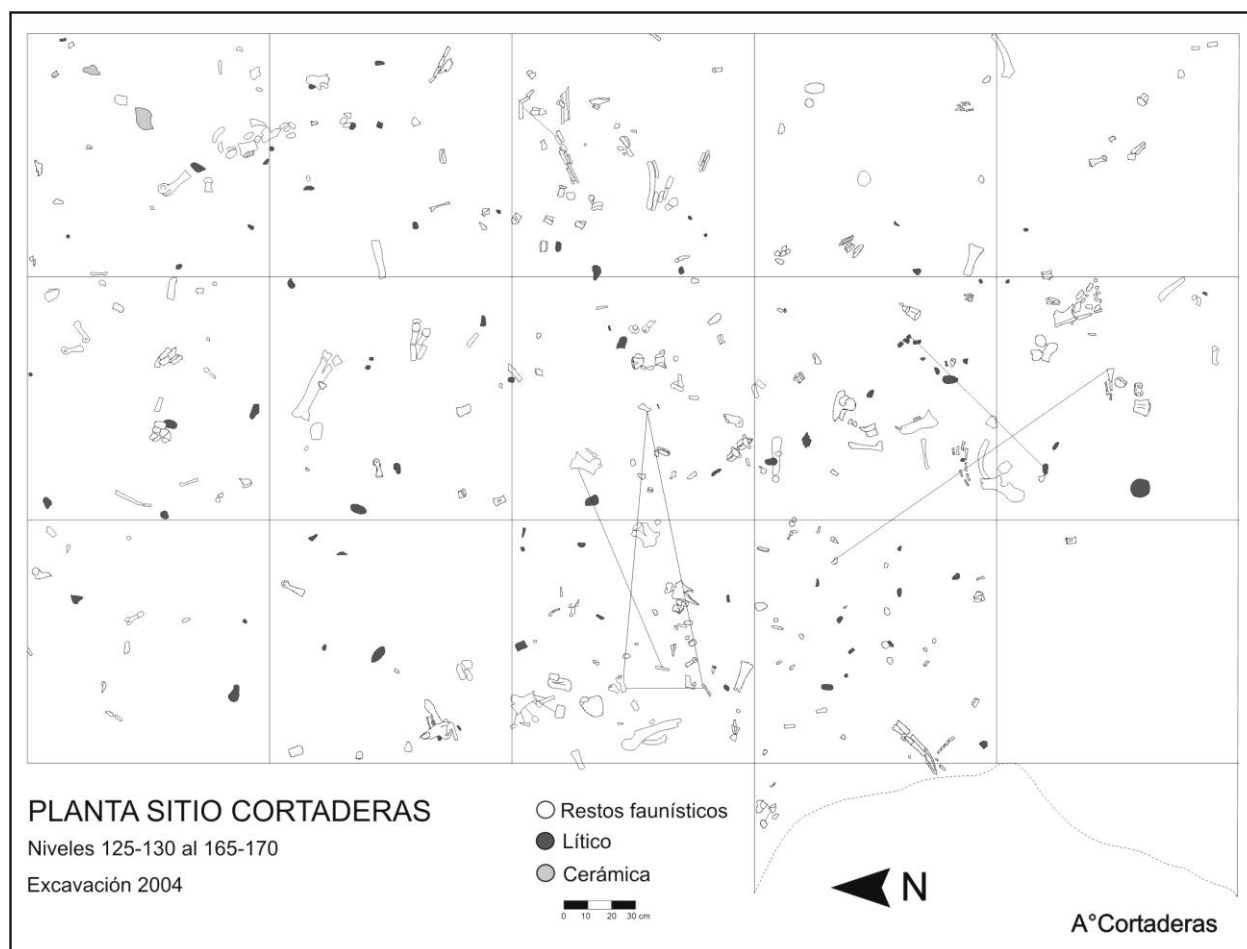 PLANTA SITIO CORTADERAS
Niveles 125-130 al 165-170
Excavación 2004
Restos faunísticos
Lítico
Cerámica
0 10 20 30 cm
N
A°Cortaderas